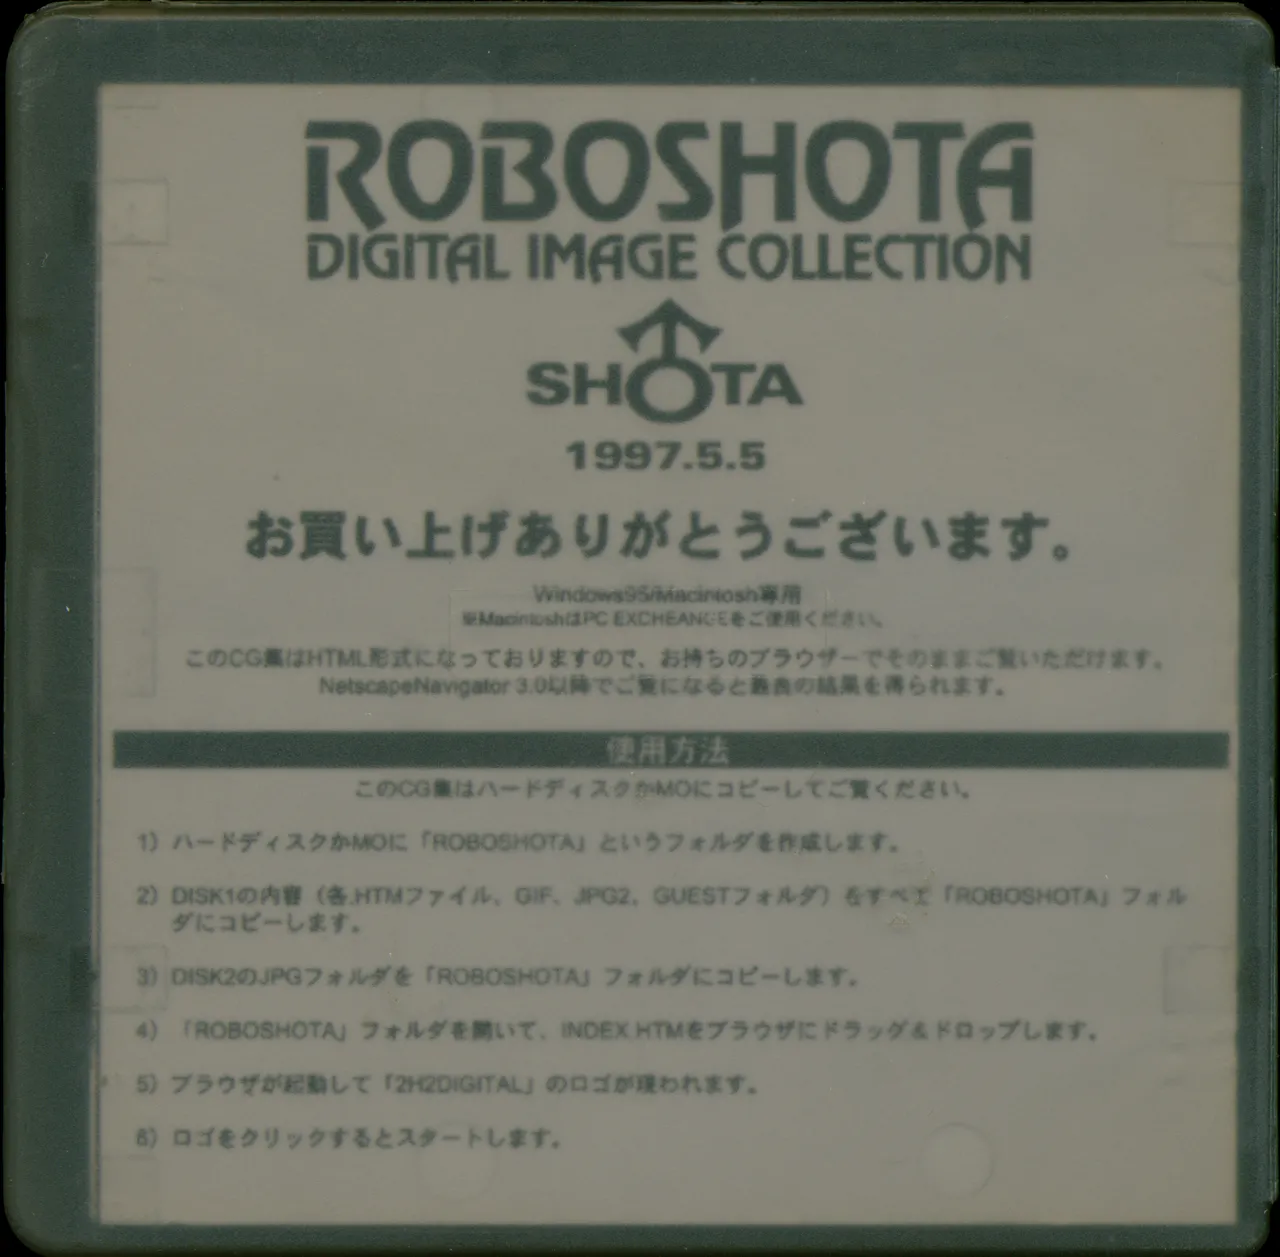 ROBOSHOTA
DIGITAL IMAGE COLLECTION
SHOTA
1997.5.5
お買い上げありがとうございます。
Windows95/Macintosh専用
※MacintoshはPC EXCHEANGEをご使用ください。
このCG集はHTML形式になっておりますので、お持ちのブラウザーでそのままご覧いただけます。
NetscapeNavigator 3.0以降でご覧になると最良の結果を得られます。
使用方法
このCG集はハードディスクかMOにコピーしてご覧ください。
1）ハードディスクかMOに「ROBOSHOTA」というフォルダを作成します。
2）DISK1の内容（各.HTMファイル、GIF、JPG2、GUESTフォルダ）をすべて「ROBOSHOTA」フォル
ダにコピーします。
3）DISK2のJPGフォルダを「ROBOSHOTA」フォルダにコピーします。
4）「ROBOSHOTA」フォルダを開いて、INDEX.HTMをブラウザにドラッグ＆ドロップします。
5）ブラウザが起動して「2H2DIGITAL」のロゴが現われます。
6）ロゴをクリックするとスタートします。